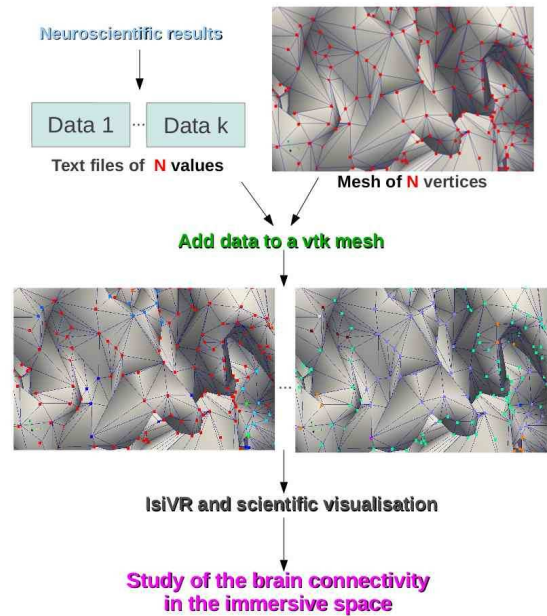 Neuroscientific results
Data 1 ... Data k
Text files of N values
Mesh of N vertices
Add data to a vtk mesh
...
IsiVR and scientific visualisation
Study of the brain connectivity
in the immersive space